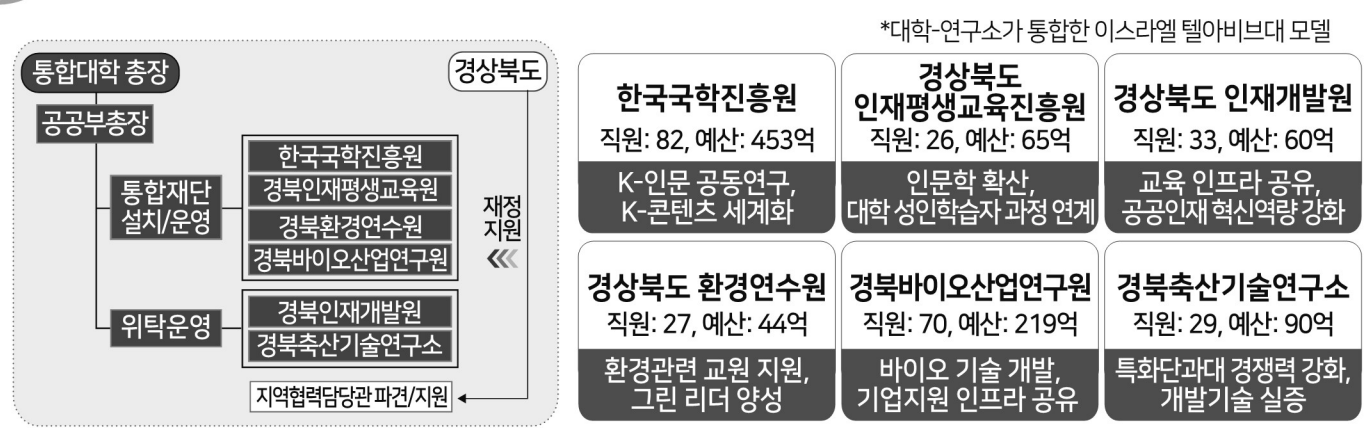 *대학-연구소가 통합한 이스라엘 텔아비브대 모델
통합대학 총장
경상북도
공공부총장
통합재단
설치/운영
한국국학진흥원
경북인재평생교육원
경북환경연수원
경북바이오산업연구원
재정
지원
위탁운영
경북인재개발원
경북축산기술연구소
지역협력담당관 파견/지원
한국국학진흥원
직원: 82, 예산: 453억
K-인문 공동연구,
K-콘텐츠 세계화
경상북도
인재평생교육진흥원
직원: 26, 예산: 65억
인문학 확산,
대학 성인학습자 과정 연계
경상북도 인재개발원
직원: 33, 예산: 60억
교육 인프라 공유,
공공인재 혁신역량 강화
경상북도 환경연수원
직원: 27, 예산: 44억
환경관련 교원 지원,
그린 리더 양성
경북바이오산업연구원
직원: 70, 예산: 219억
바이오 기술 개발,
기업지원 인프라 공유
경북축산기술연구소
직원: 29, 예산: 90억
특화단과대 경쟁력 강화,
개발기술 실증